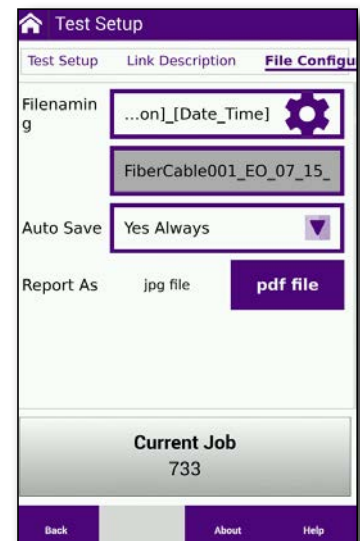 Test Setup
Test Setup Link Description File Configu
Filenamin
g
...on]_[Date_Time]
FiberCable001_EO_07_15_
Auto Save Yes Always
Report As jpg file pdf file
Current Job
733
Back About Help